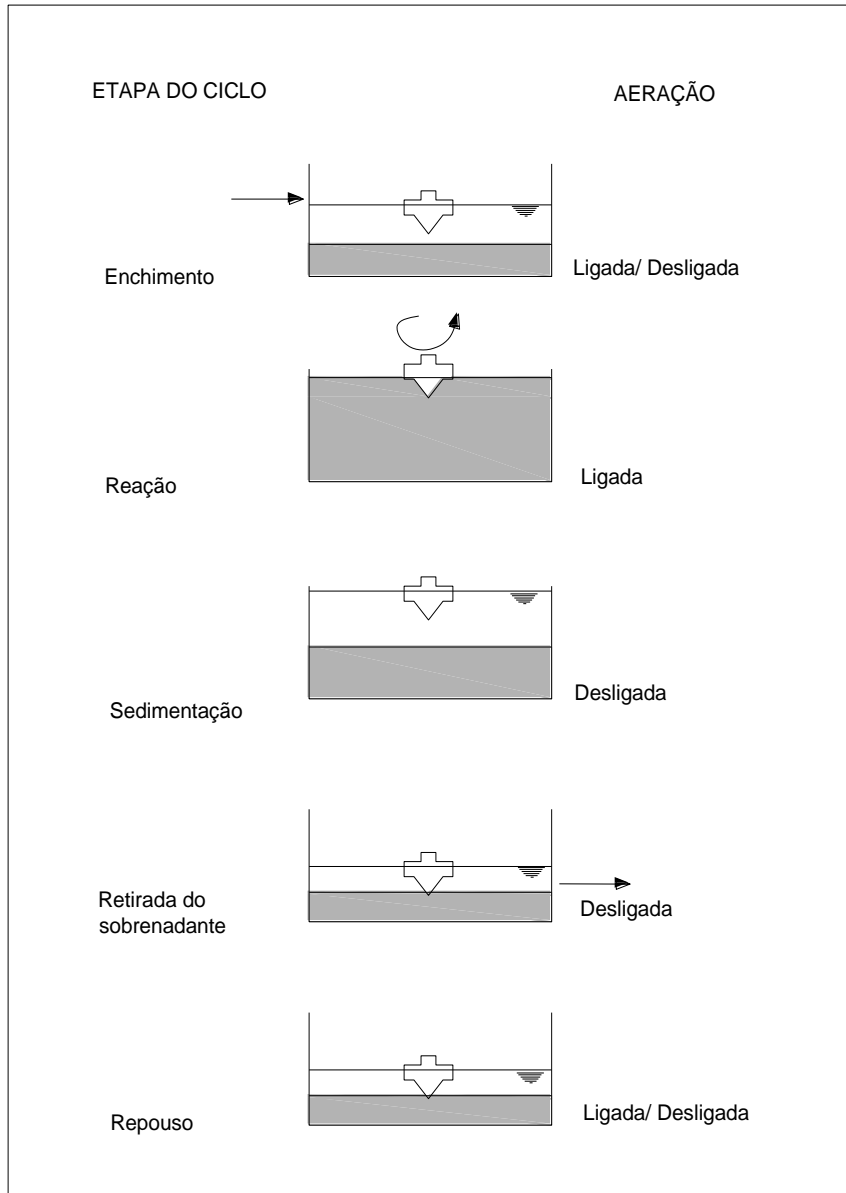 ETAPA DO CICLO
AERAÇÃO
Enchimento
Ligada/ Desligada
Reação
Ligada
Sedimentação
Desligada
Retirada do
sobrenadante
Desligada
Repouso
Ligada/ Desligada